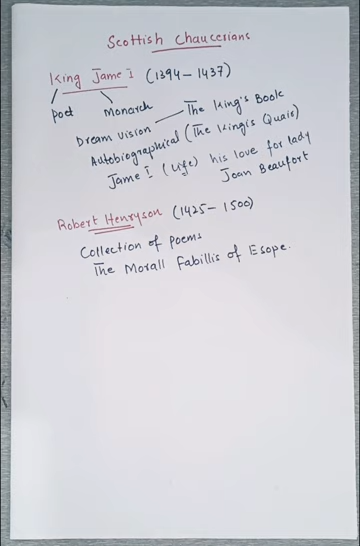 Scottish Chaucerians
King Jame I (1394-1437)
Poet Monarch
Dream Vision The King's Book
Autobiographical (The Kingis Quair)
Jame I (Life) his love for lady
Joan Beaufort
Robert Henryson (1425-1500)
Collection of poems
The Morall Fabillis of Esope.